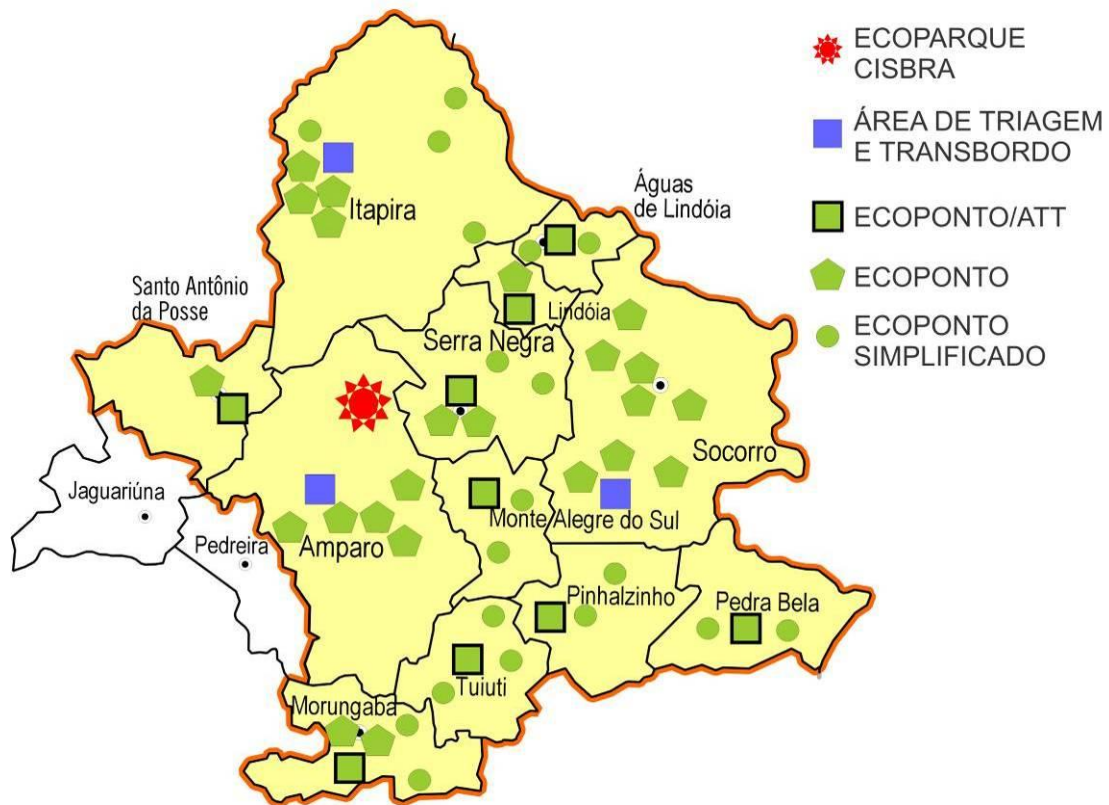 ECOPARQUE
CISBRA
ÁREA DE TRIAGEM
E TRANSBORDO
ECOPONTO/ATT
ECOPONTO
ECOPONTO
SIMPLIFICADO
Águas
de Lindóia
Itapira
Santo Antônio
da Posse
Lindóia
Serra Negra
Socorro
Jaguariúna
Monte Alegre do Sul
Pedreira
Amparo
Pinhalzinho
Pedra Bela
Tuiuti
Morungaba